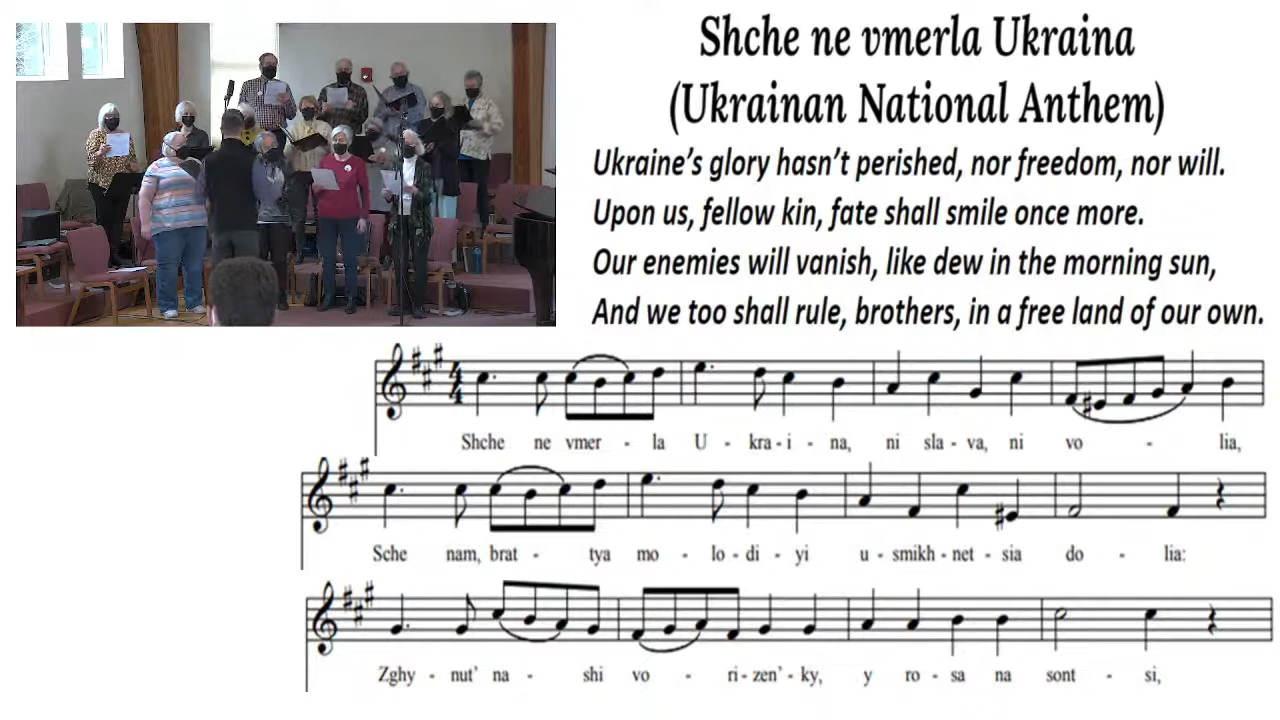 Shche ne vmerla Ukraina
(Ukrainan National Anthem)
Ukraine's glory hasn't perished, nor freedom, nor will.
Upon us, fellow kin, fate shall smile once more.
Our enemies will vanish, like dew in the morning sun,
And we too shall rule, brothers, in a free land of our own.
4 4
Shche ne vmer - la U - kra - i - na, ni sla - va, ni vo - lia,
Sche nam, brat - tya mo - lo - di - yi u - smikh - net - sia do - lia:
Zghy - nut' na - shi vo - ri - zen' - ky, y ro - sa na sont - si,